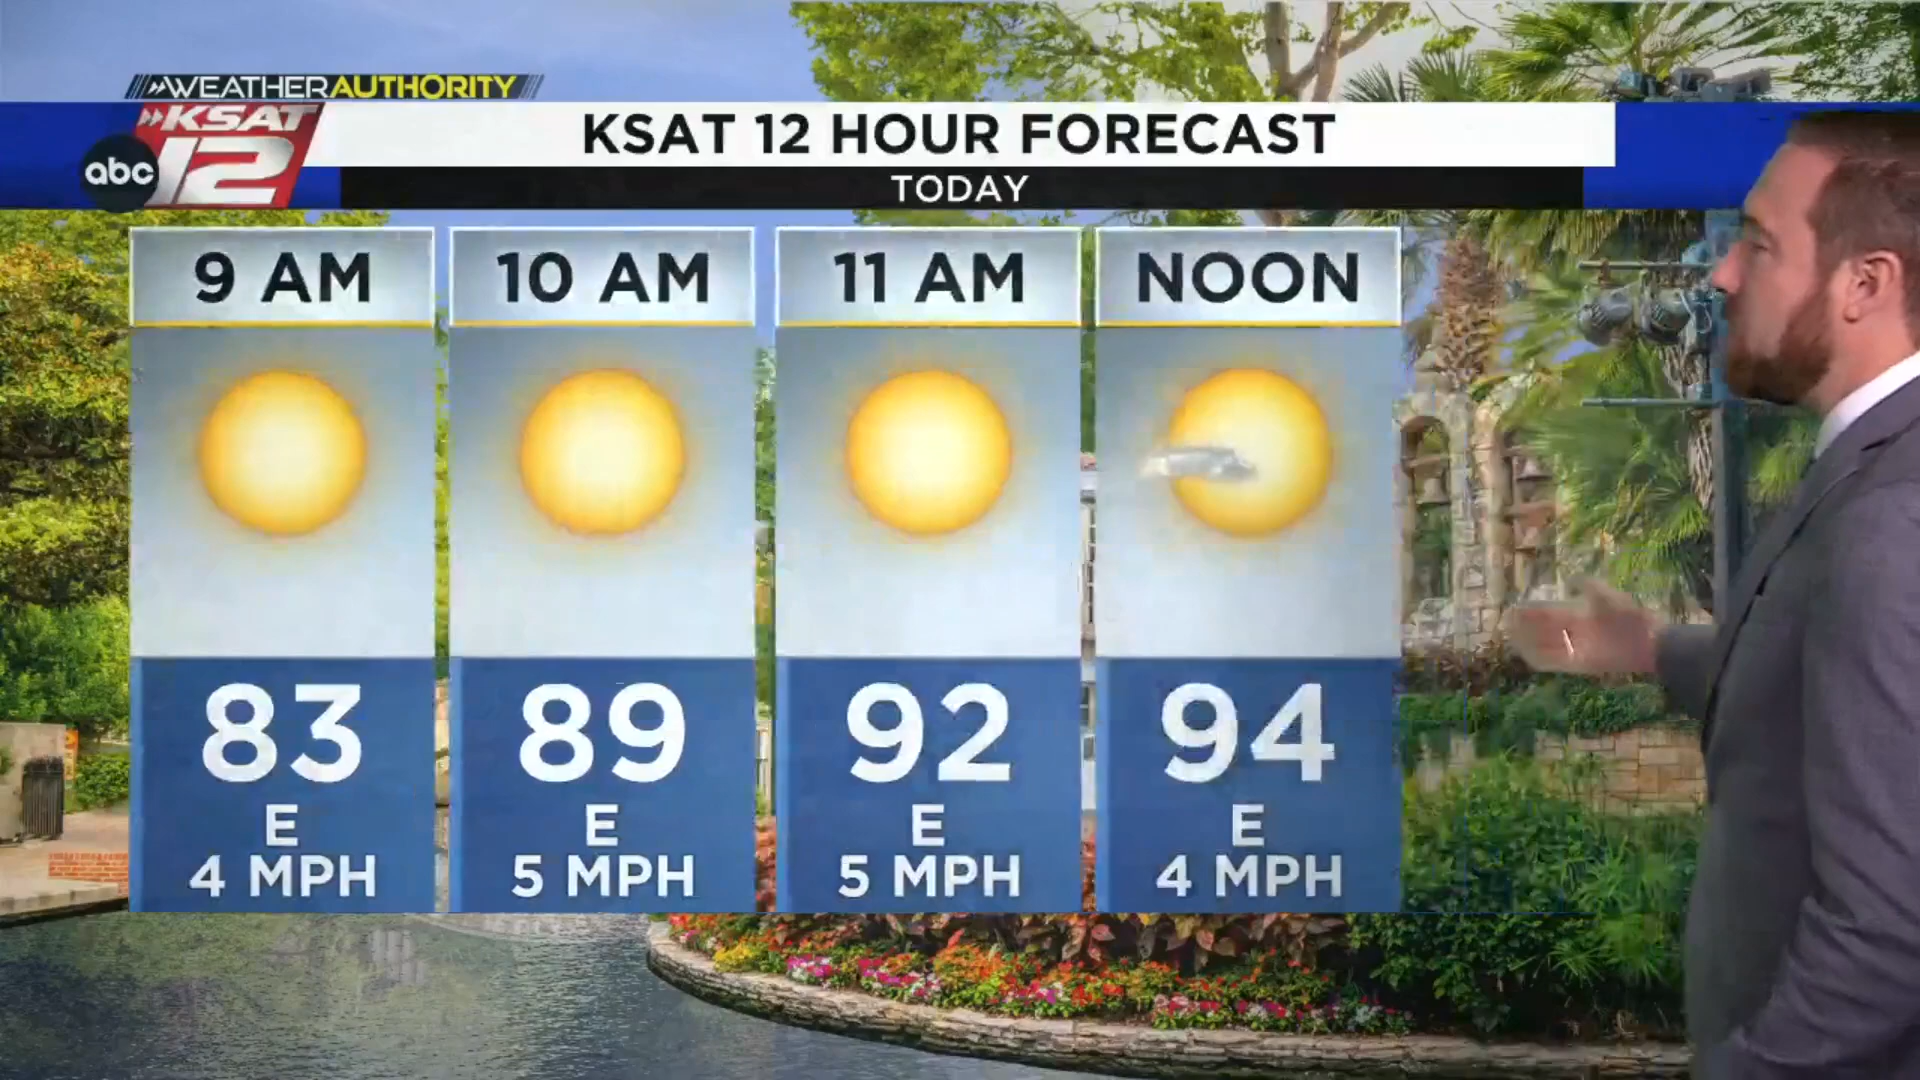 WEATHERAUTHORITY
KSAT
abc 12
KSAT 12 HOUR FORECAST
TODAY
9 AM 10 AM 11 AM NOON
83 89 92 94
E E E E
4 MPH 5 MPH 5 MPH 4 MPH